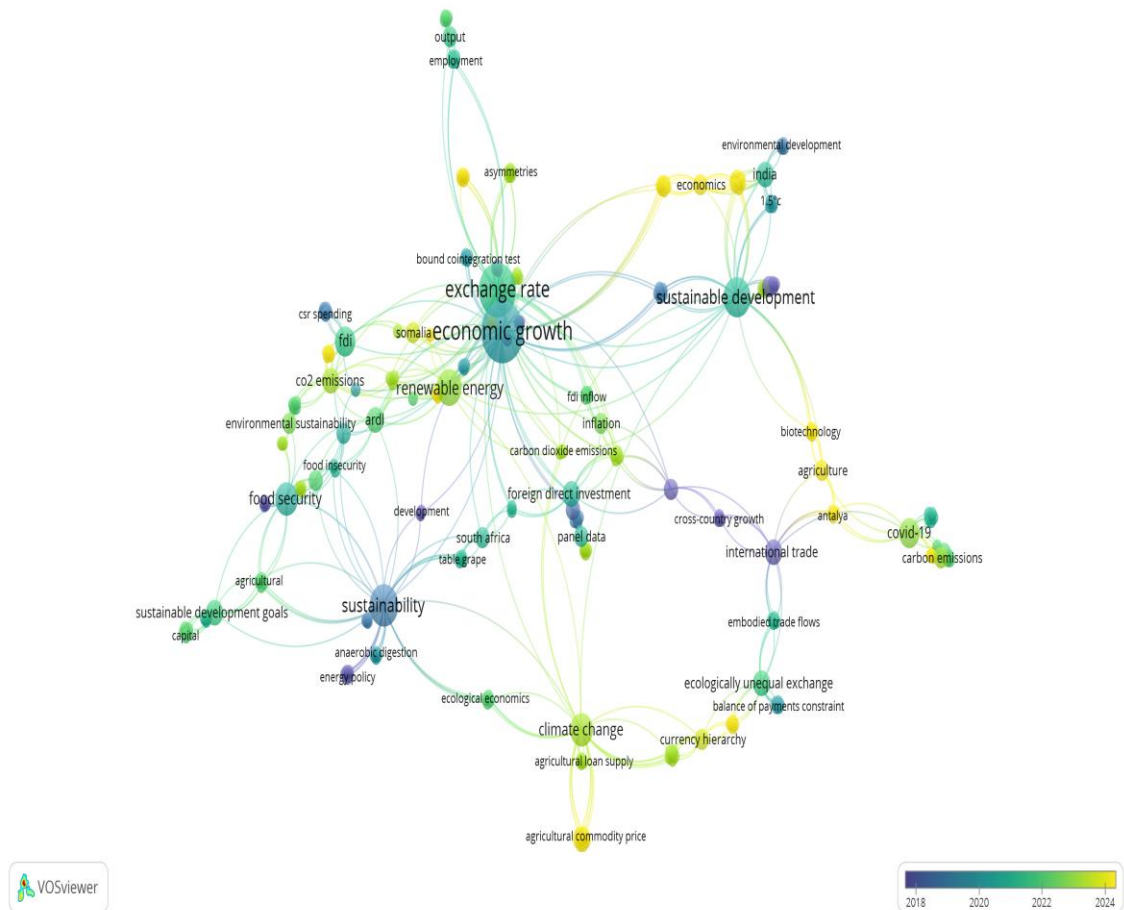 output
employment
environmental development
asymmetries
economics
india
1.5°c
bound cointegration test
exchange rate
sustainable development
csr spending
somalia
economic growth
fdi
co2 emissions
renewable energy
fdi inflow
environmental sustainability
ardl
inflation
biotechnology
carbon dioxide emissions
food insecurity
agriculture
food security
foreign direct investment
development
cross-country growth
antalya
south africa
panel data
covid-19
table grape
international trade
carbon emissions
agricultural
sustainability
sustainable development goals
capital
embodied trade flows
anaerobic digestion
energy policy
ecologically unequal exchange
ecological economics
balance of payments constraint
climate change
currency hierarchy
agricultural loan supply
agricultural commodity price
VOSviewer
2018 2020 2022 2024